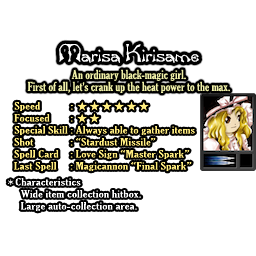 Marisa Kirisame
An ordinary black-magic girl.
First of all, let's crank up the heat power to the max.
Speed : ★★★★★★
Focused : ★★
Special Skill : Always able to gather items
Shot : "Stardust Missile"
Spell Card : Love Sign "Master Spark"
Last Spell : Magicannon "Final Spark"
＊Characteristics
Wide item collection hitbox.
Large auto-collection area.